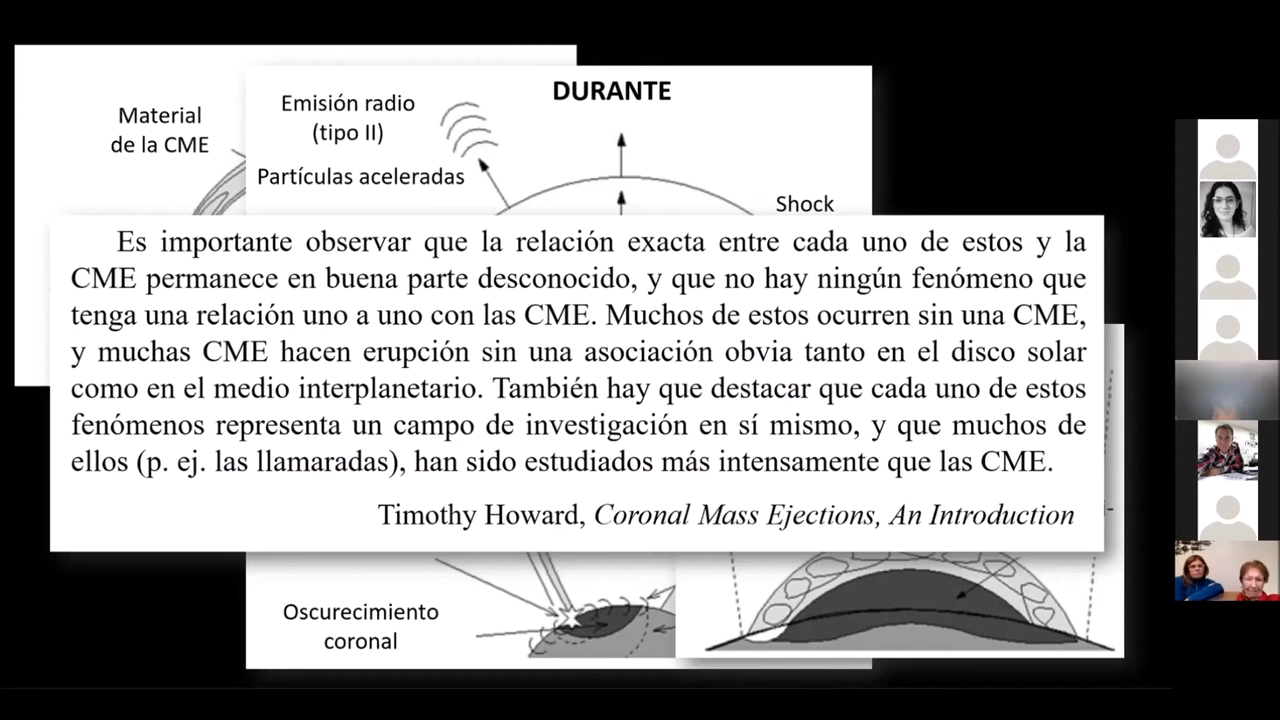 DURANTE
Emisión radio
(tipo II)
Material
de la CME
Partículas aceleradas
Shock
Es importante observar que la relación exacta entre cada uno de estos y la
CME permanece en buena parte desconocido, y que no hay ningún fenómeno que
tenga una relación uno a uno con las CME. Muchos de estos ocurren sin una CME,
y muchas CME hacen erupción sin una asociación obvia tanto en el disco solar
como en el medio interplanetario. También hay que destacar que cada uno de estos
fenómenos representa un campo de investigación en sí mismo, y que muchos de
ellos (p. ej. las llamaradas), han sido estudiados más intensamente que las CME.
Timothy Howard, Coronal Mass Ejections, An Introduction
Oscurecimiento
coronal